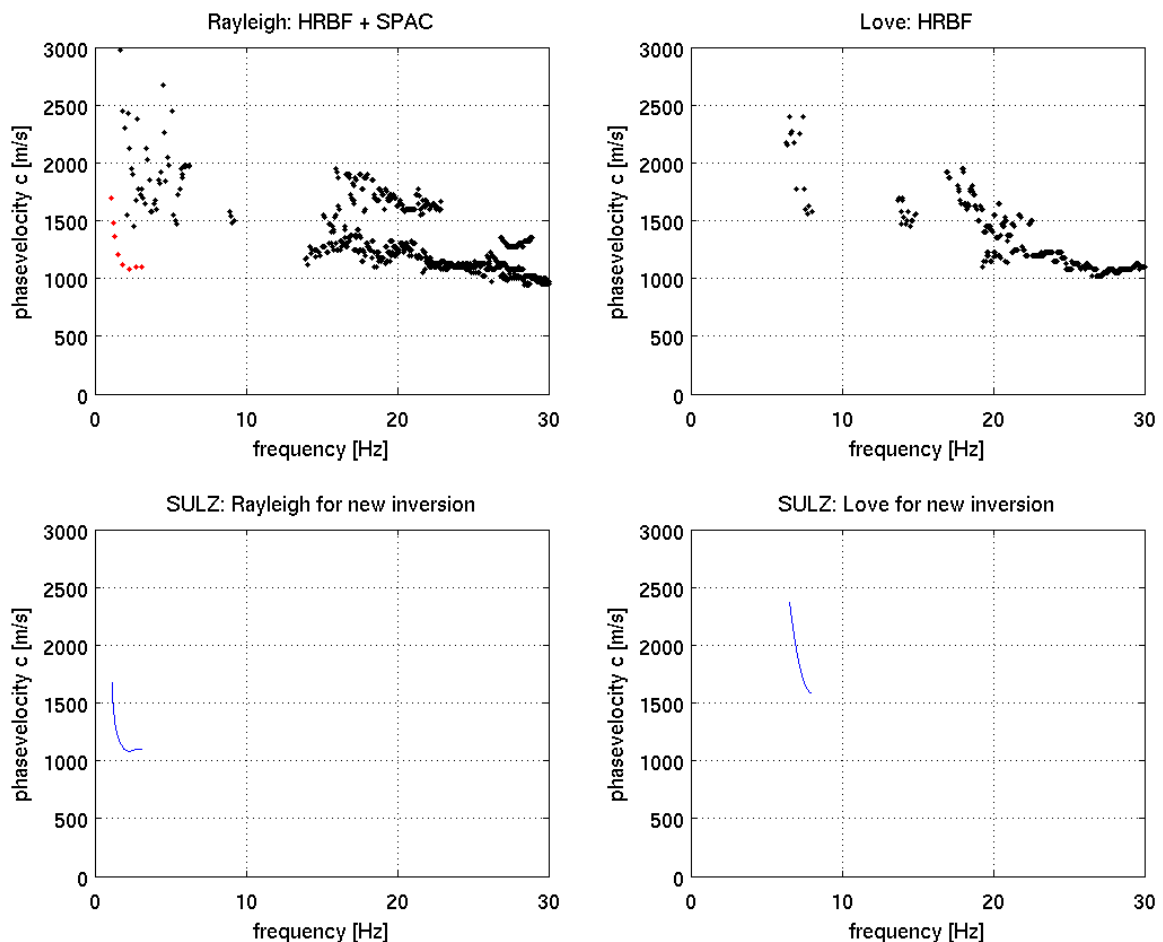 Rayleigh: HRBF + SPAC
3000
2500
2000
1500
1000
500
0
phasevelocity c [m/s]
0 10 20 30
frequency [Hz]
Love: HRBF
3000
2500
2000
1500
1000
500
0
phasevelocity c [m/s]
0 10 20 30
frequency [Hz]
SULZ: Rayleigh for new inversion
3000
2500
2000
1500
1000
500
0
phasevelocity c [m/s]
0 10 20 30
frequency [Hz]
SULZ: Love for new inversion
3000
2500
2000
1500
1000
500
0
phasevelocity c [m/s]
0 10 20 30
frequency [Hz]